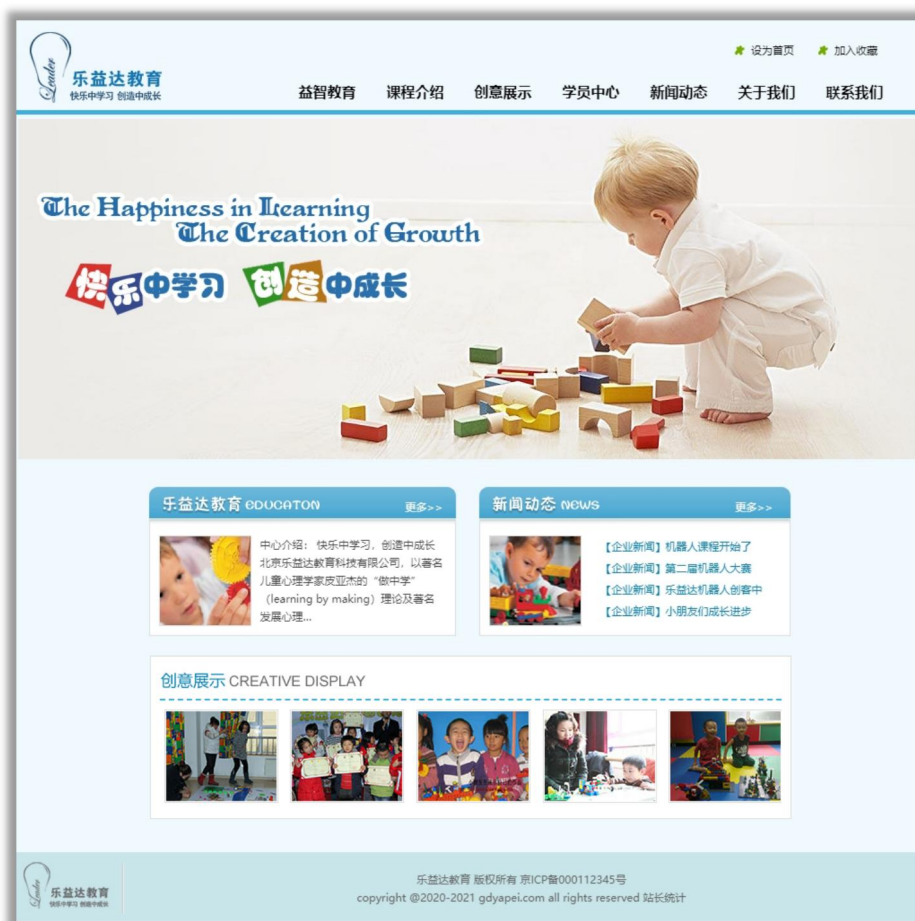 Leader
乐益达教育
快乐中学习 创造中成长
设为首页 加入收藏
益智教育 课程介绍 创意展示 学员中心 新闻动态 关于我们 联系我们
The Happiness in Learning
The Creation of Growth
快乐中学习 创造中成长
乐益达教育 EDUCATON 更多>>
中心介绍： 快乐中学习，创造中成长
北京乐益达教育科技有限公司，以著名
儿童心理学家皮亚杰的“做中学”
（learning by making）理论及著名
发展心理...
新闻动态 NEWS 更多>>
【企业新闻】机器人课程开始了
【企业新闻】第二届机器人大赛
【企业新闻】乐益达机器人创客中
【企业新闻】小朋友们成长进步
创意展示 CREATIVE DISPLAY
Leader
乐益达教育
快乐中学习 创造中成长
乐益达教育 版权所有 京ICP备000112345号
copyright @2020-2021 gdyapei.com all rights reserved 站长统计